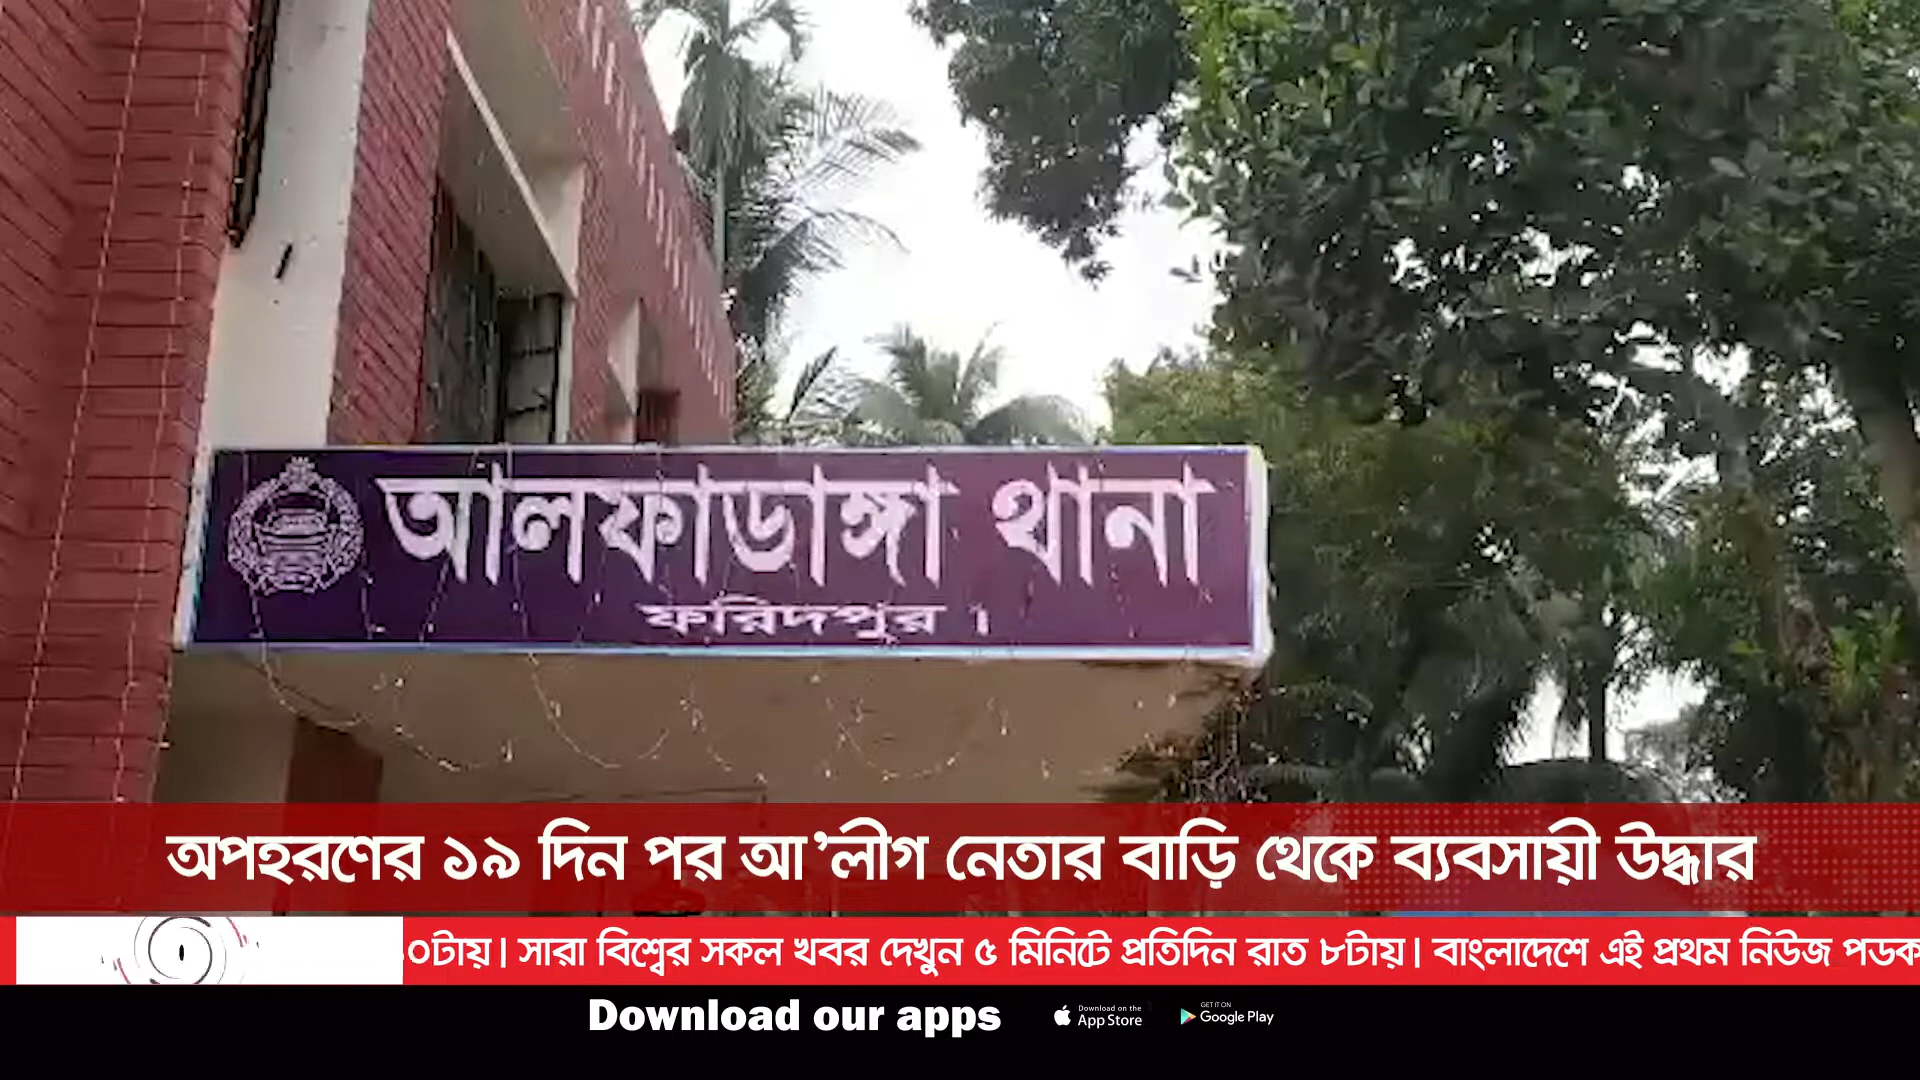 আলফাডাঙ্গা থানা
ফরিদপুর ।
অপহরণের ১৯ দিন পর আ'লীগ নেতার বাড়ি থেকে ব্যবসায়ী উদ্ধার
০টায়। সারা বিশ্বের সকল খবর দেখুন ৫ মিনিটে প্রতিদিন রাত ৮টায়। বাংলাদেশে এই প্রথম নিউজ পডক
Download our apps
Download on the App Store
GET IT ON Google Play